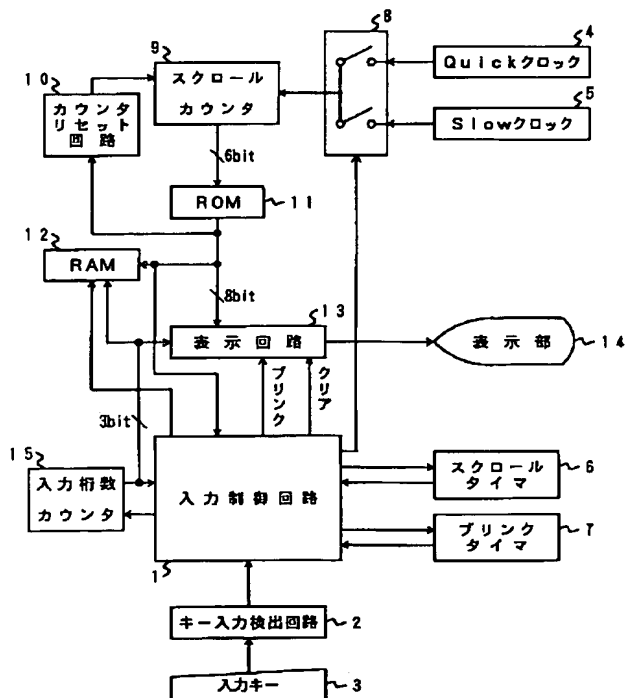 8
4
9
Quickクロック
10
スクロール
カウンタ
5
カウンタ
リセット
回路
Slowクロック
6bit
ROM
11
12
RAM
8bit
13
表示回路
表示部
14
ブリンク
クリア
3bit
15
入力桁数
カウンタ
入力制御回路
スクロール
タイマ
6
ブリンク
タイマ
7
1
キー入力検出回路
2
入力キー
3